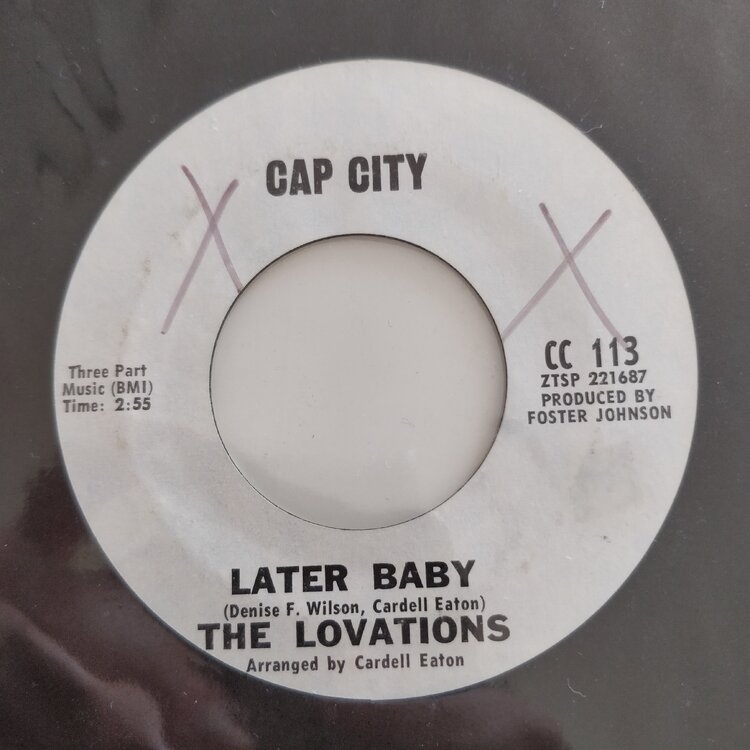 CAP CITY
Three Part
Music (BMI)
Time: 2:55
CC 113
ZTSP 221687
PRODUCED BY
FOSTER JOHNSON
LATER BABY
(Denise F. Wilson, Cardell Eaton)
THE LOVATIONS
Arranged by Cardell Eaton